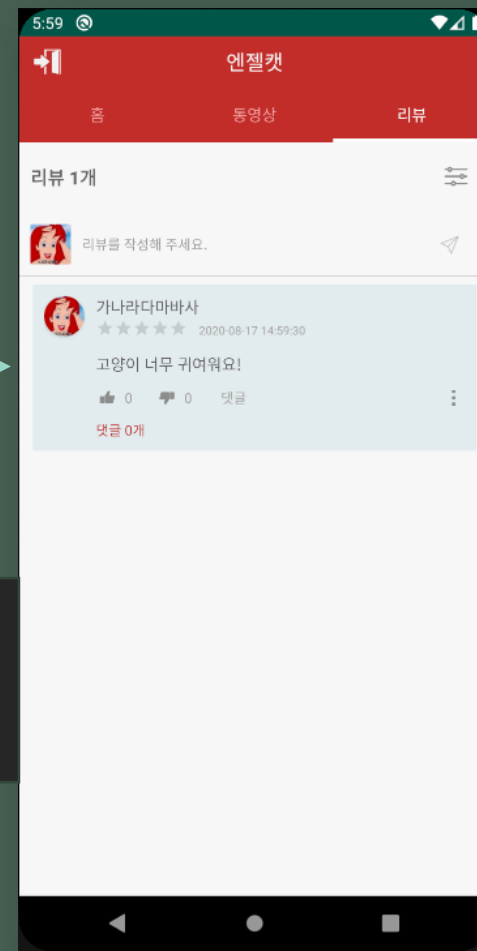 5:59
엔젤캣
홈 동영상 리뷰
리뷰 1개
리뷰를 작성해 주세요.
가나라다마바사
2020-08-17 14:59:30
고양이 너무 귀여워요!
0 0 댓글
댓글 0개